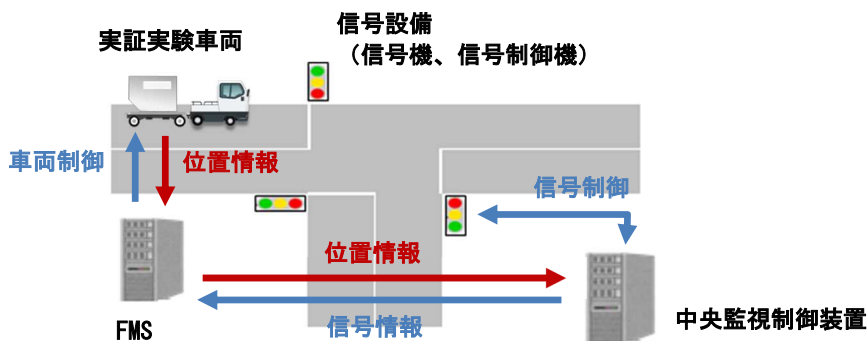 実証実験車両
信号設備
（信号機、信号制御機）
車両制御
位置情報
信号制御
位置情報
信号情報
FMS
中央監視制御装置